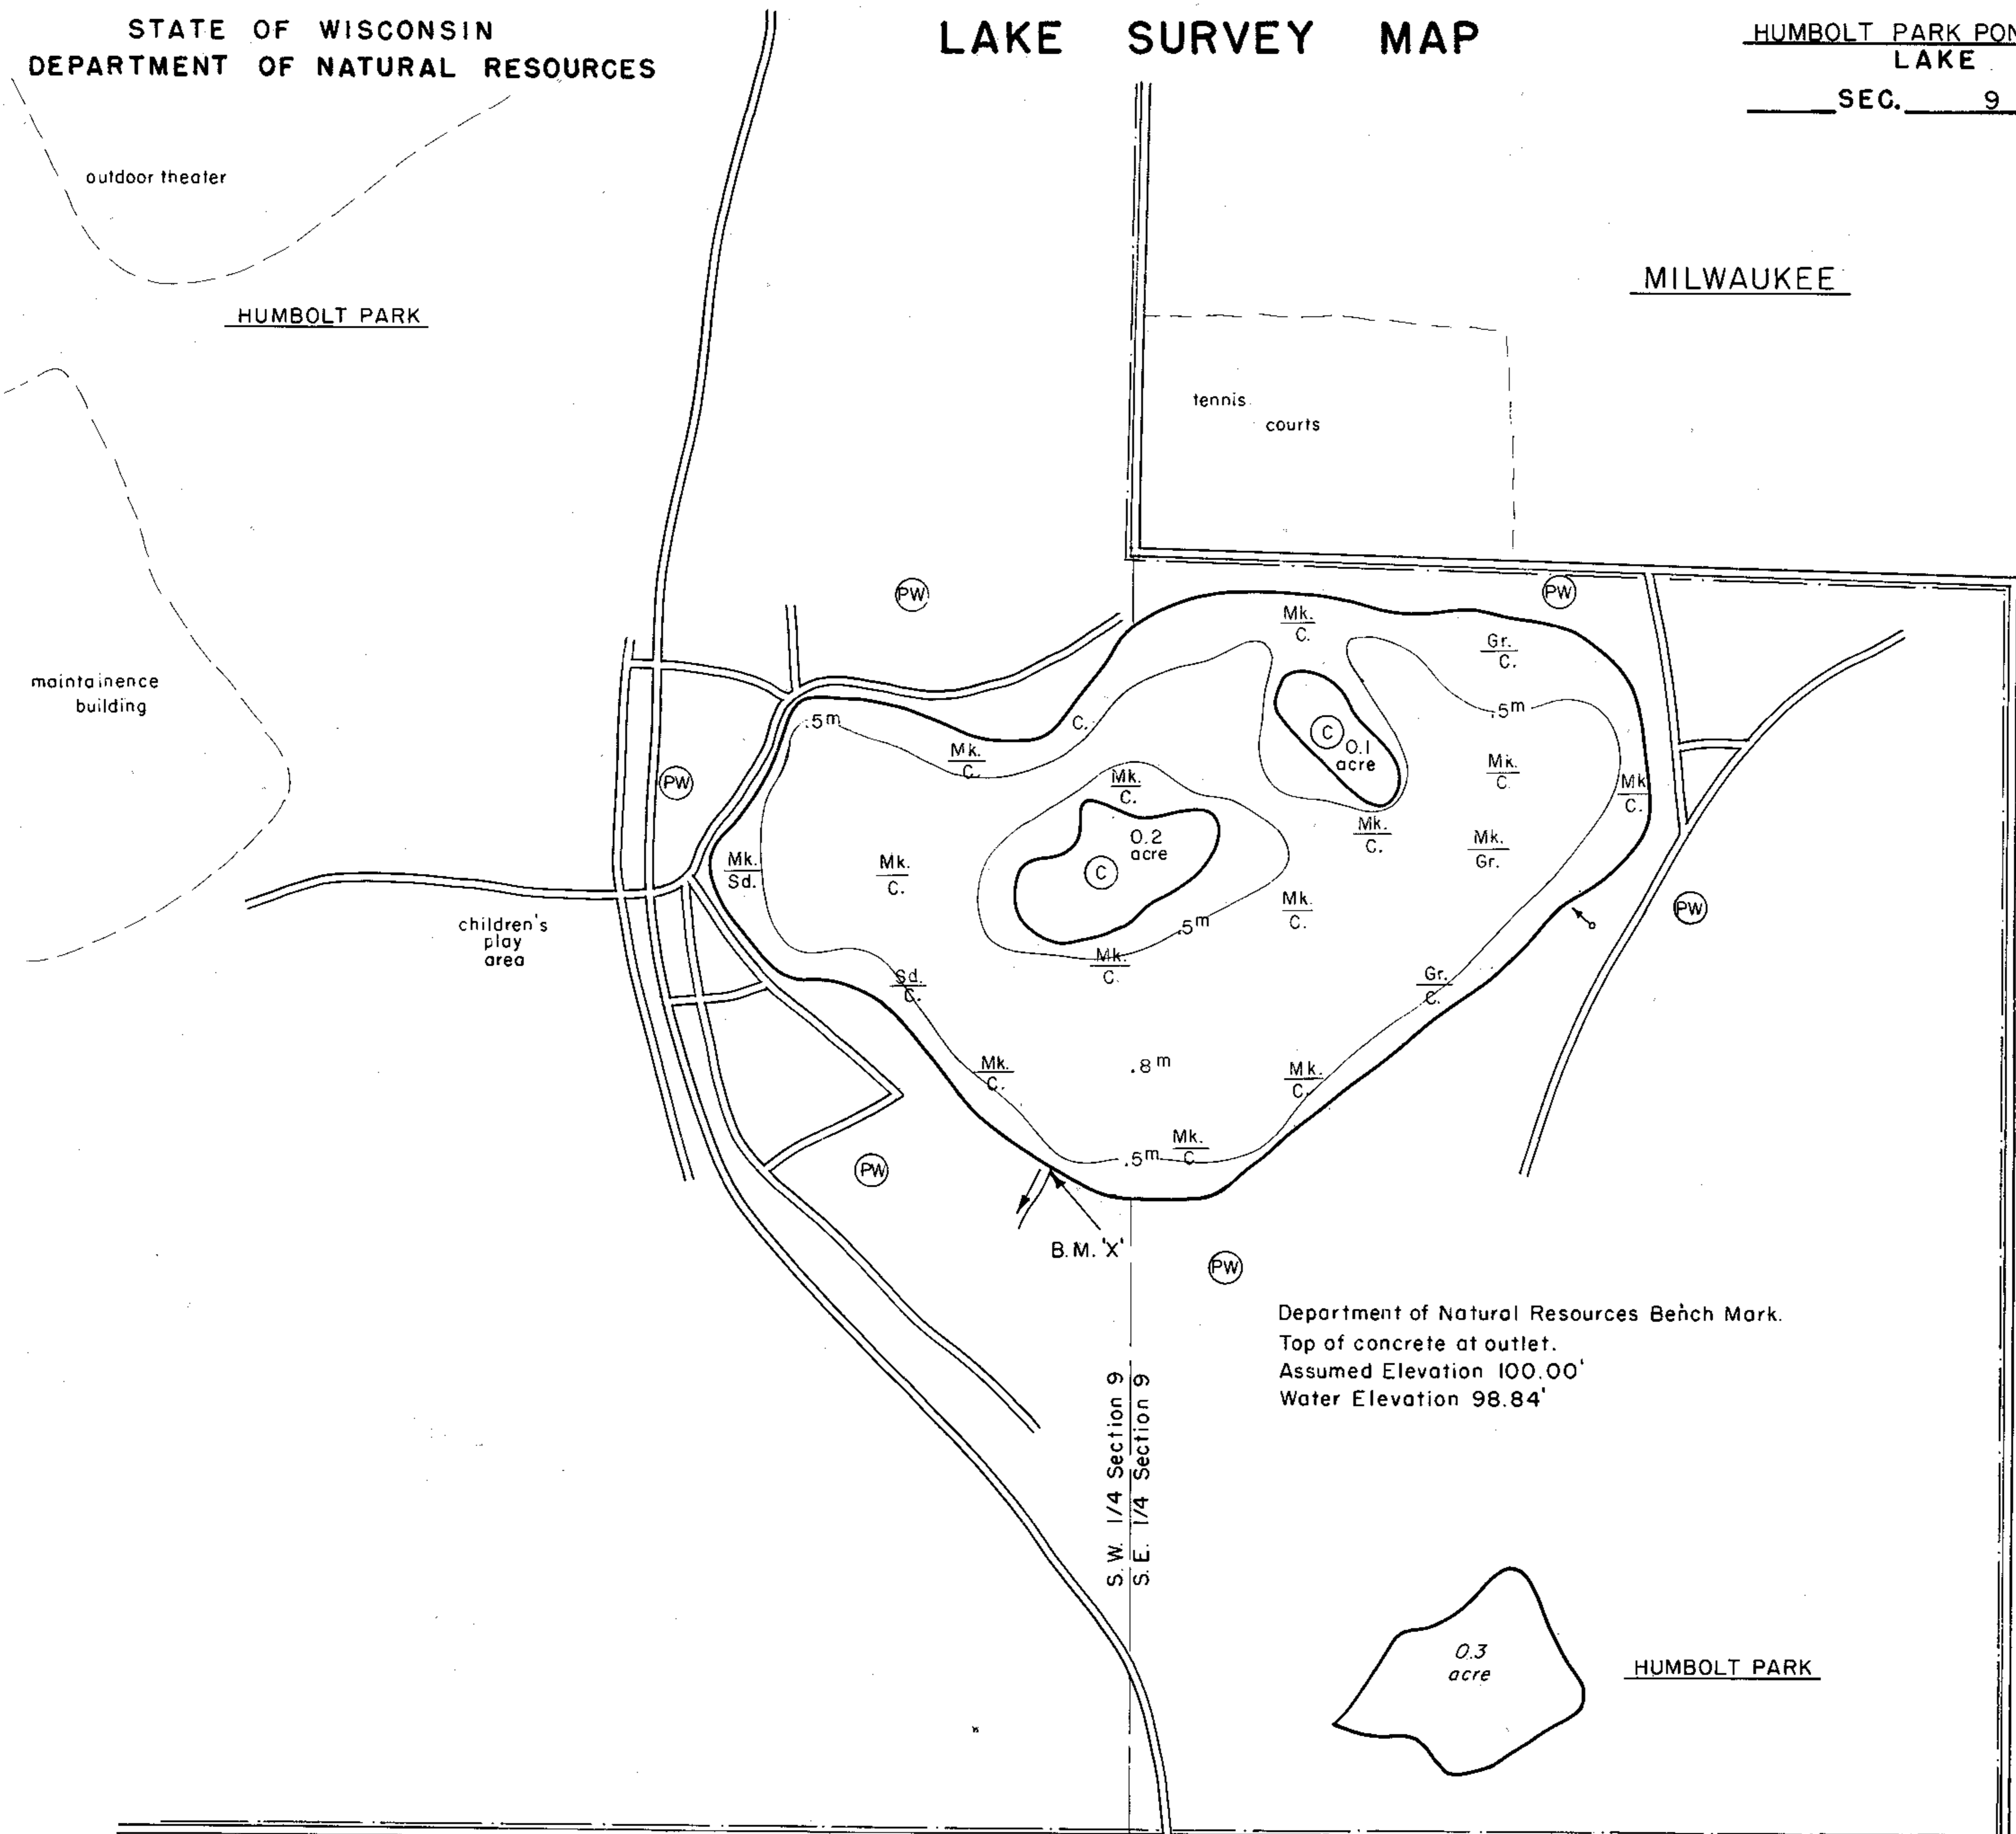 STATE OF WISCONSIN
DEPARTMENT OF NATURAL RESOURCES
LAKE SURVEY MAP
HUMBOLT PARK
LAKE
SEC. 9
outdoor theater
HUMBOLT PARK
MILWAUKEE
tennis
courts
PW
PW
Mk.
C.
Gr.
C.
maintainence
building
.5m
C.
.5m
Mk.
C.
C
0.1
acre
Mk.
C.
PW
Mk.
C.
Mk
C.
Mk.
C.
0.2
acre
Mk.
Gr.
Mk.
Sd.
Mk.
C.
C
Mk.
C.
PW
children's
play
area
.5m
Mk.
C.
Sd.
C.
Gr.
C.
Mk.
C.
.8m
Mk.
C.
.5m
Mk.
C
PW
B.M. 'X'
PW
Department of Natural Resources Bench Mark.
Top of concrete at outlet.
Assumed Elevation 100.00'
Water Elevation 98.84'
S.W. 1/4 Section 9
S.E. 1/4 Section 9
0.3
acre
HUMBOLT PARK